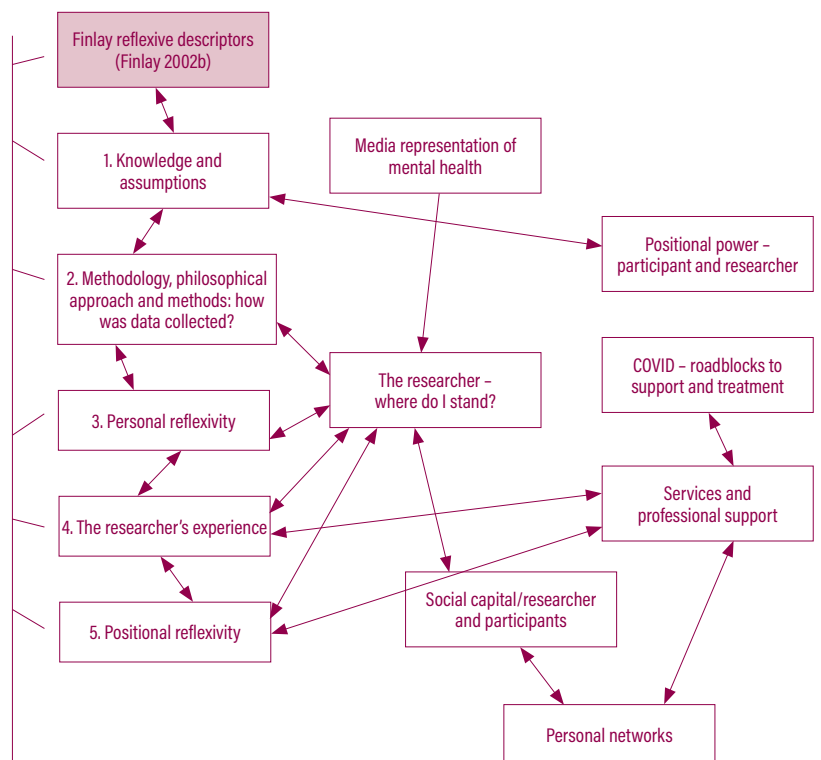 Finlay reflexive descriptors
(Finlay 2002b)
1. Knowledge and
assumptions
Media representation of
mental health
Positional power –
participant and researcher
2. Methodology, philosophical
approach and methods: how
was data collected?
The researcher –
where do I stand?
COVID – roadblocks to
support and treatment
3. Personal reflexivity
4. The researcher's experience
Services and
professional support
5. Positional reflexivity
Social capital/researcher
and participants
Personal networks